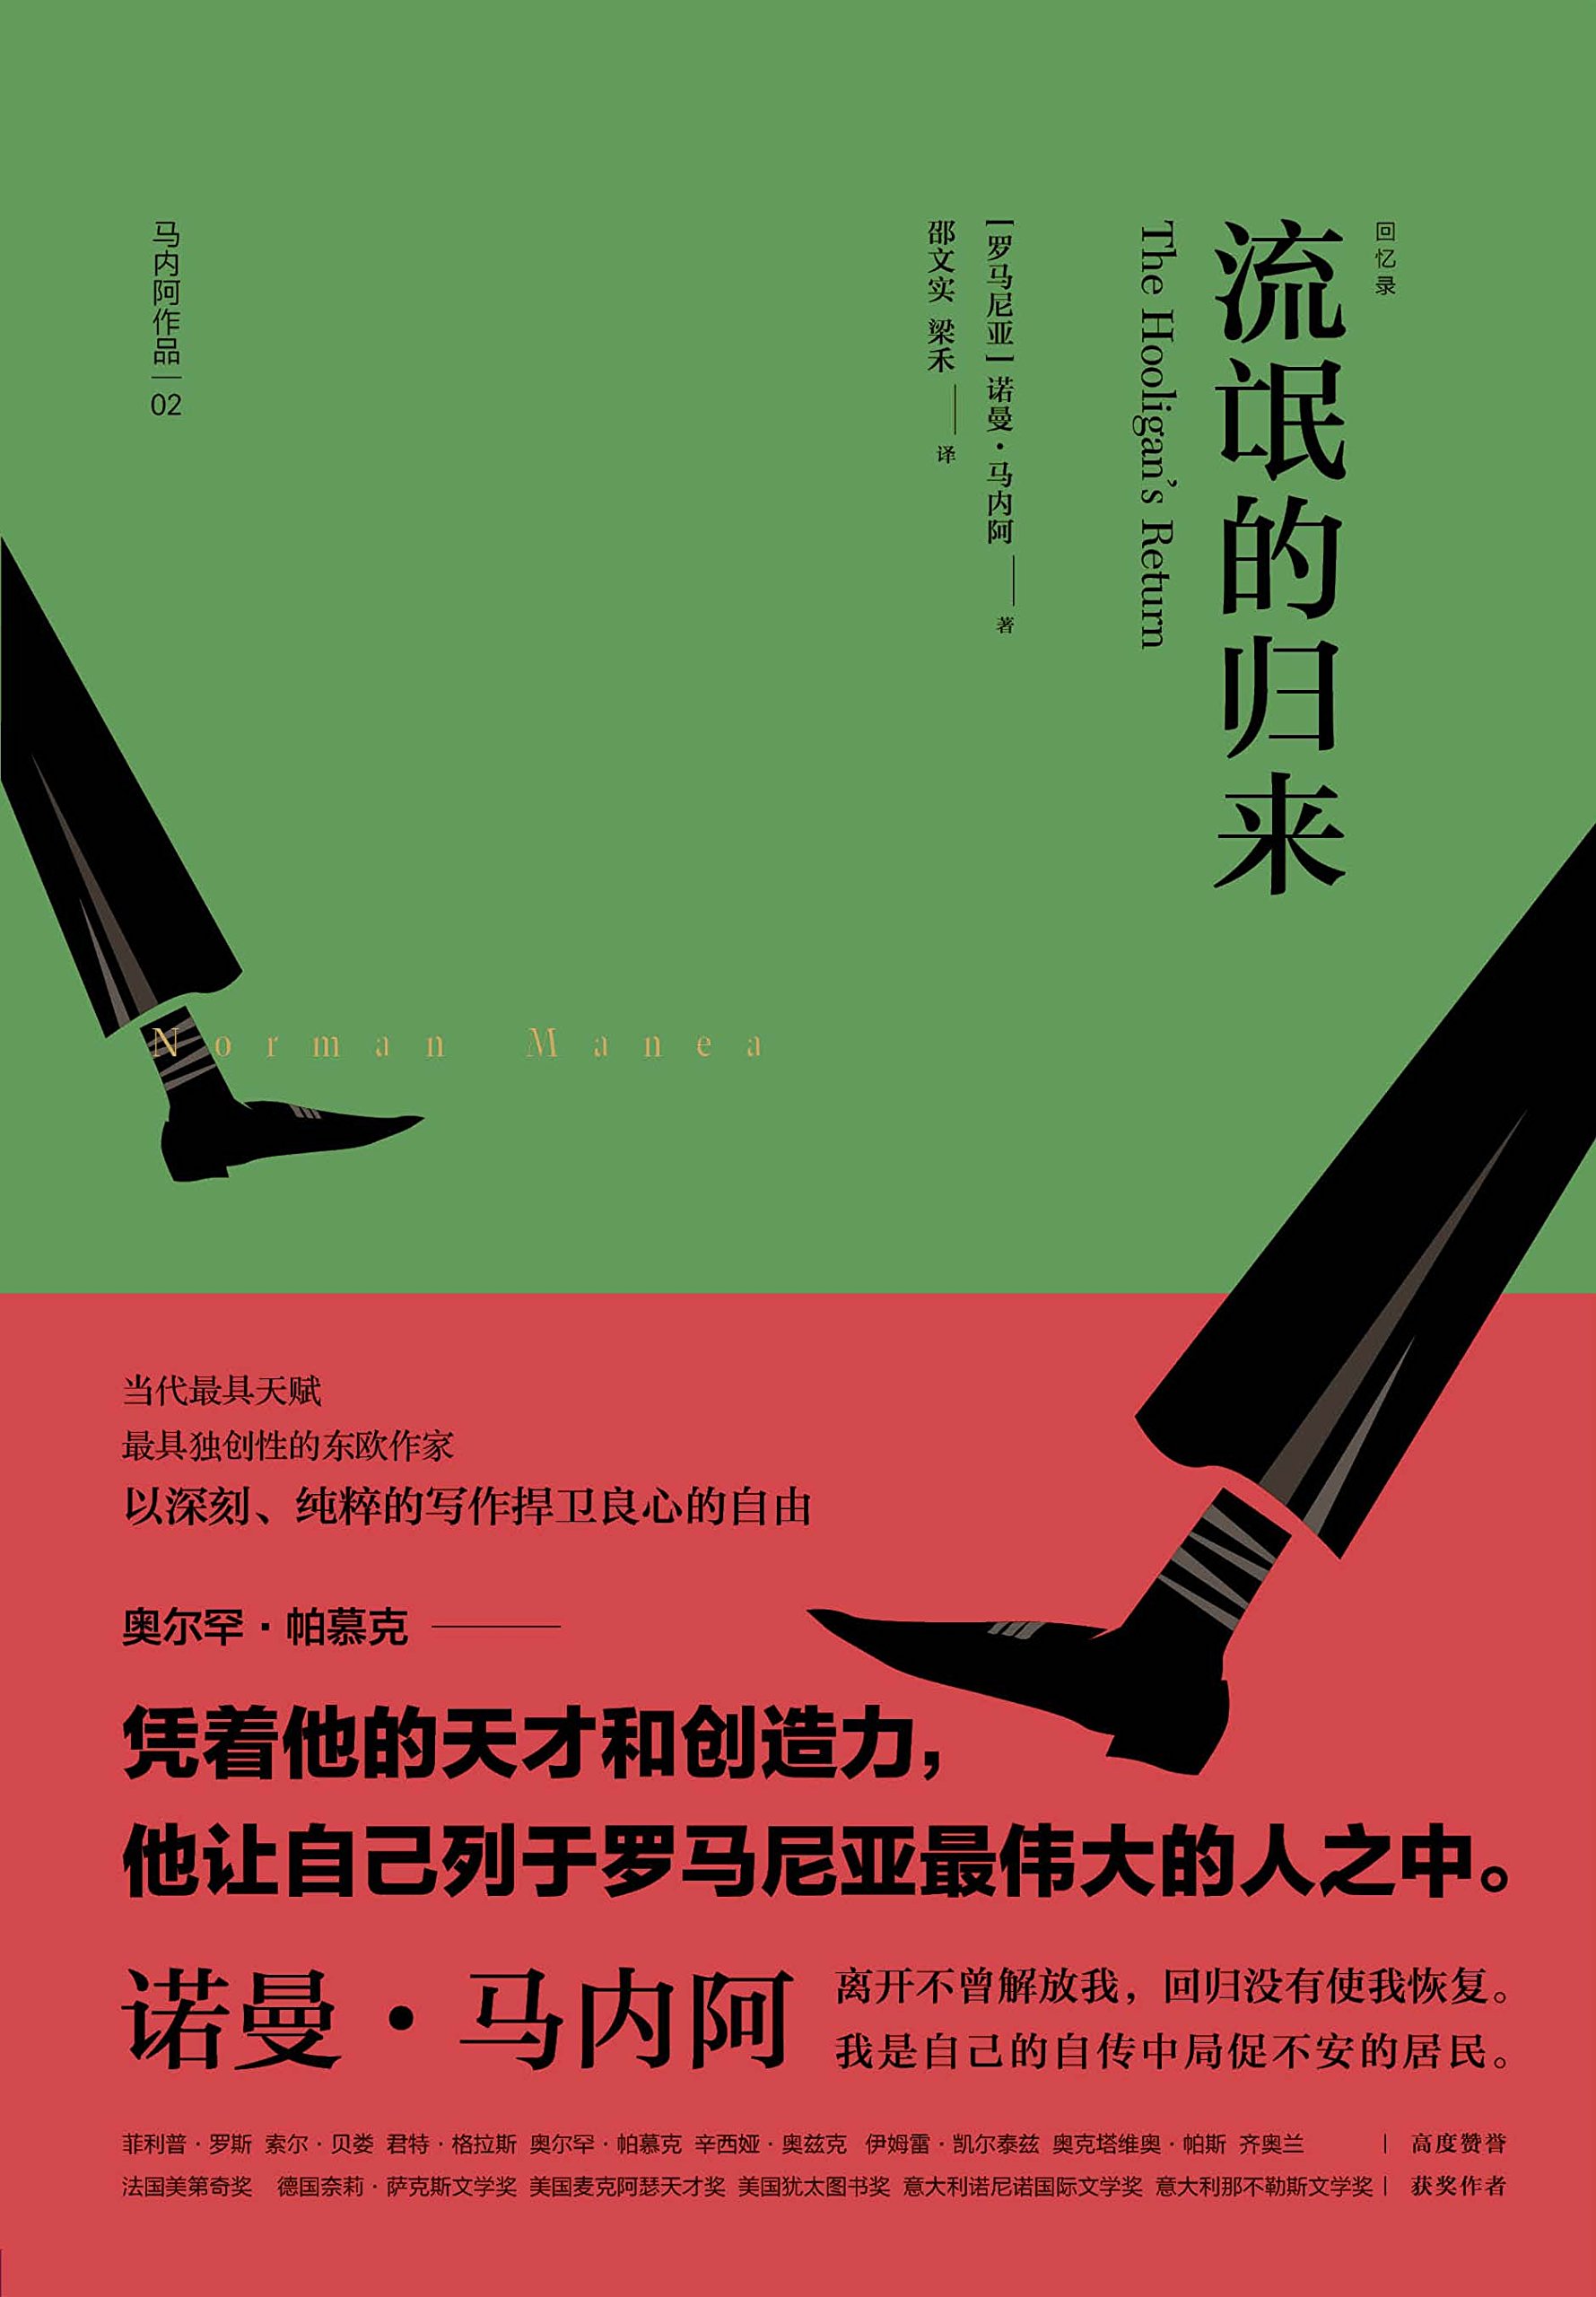 回忆录
流氓的归来
The Hooligan's Return
[罗马尼亚] 诺曼·马内阿——著
邵文实 梁禾——译
马内阿作品—02
Norman Manea
当代最具天赋
最具独创性的东欧作家
以深刻、纯粹的写作捍卫良心的自由
奥尔罕·帕慕克——
凭着他的天才和创造力，
他让自己列于罗马尼亚最伟大的人之中。
诺曼·马内阿
离开不曾解放我，回归没有使我恢复。
我是自己的自传中局促不安的居民。
菲利普·罗斯 索尔·贝娄 君特·格拉斯 奥尔罕·帕慕克 辛西娅·奥兹克 伊姆雷·凯尔泰兹 奥克塔维奥·帕斯 齐奥兰 | 高度赞誉
法国美第奇奖 德国奈莉·萨克斯文学奖 美国麦克阿瑟天才奖 美国犹太图书奖 意大利诺尼诺国际文学奖 意大利那不勒斯文学奖 | 获奖作者